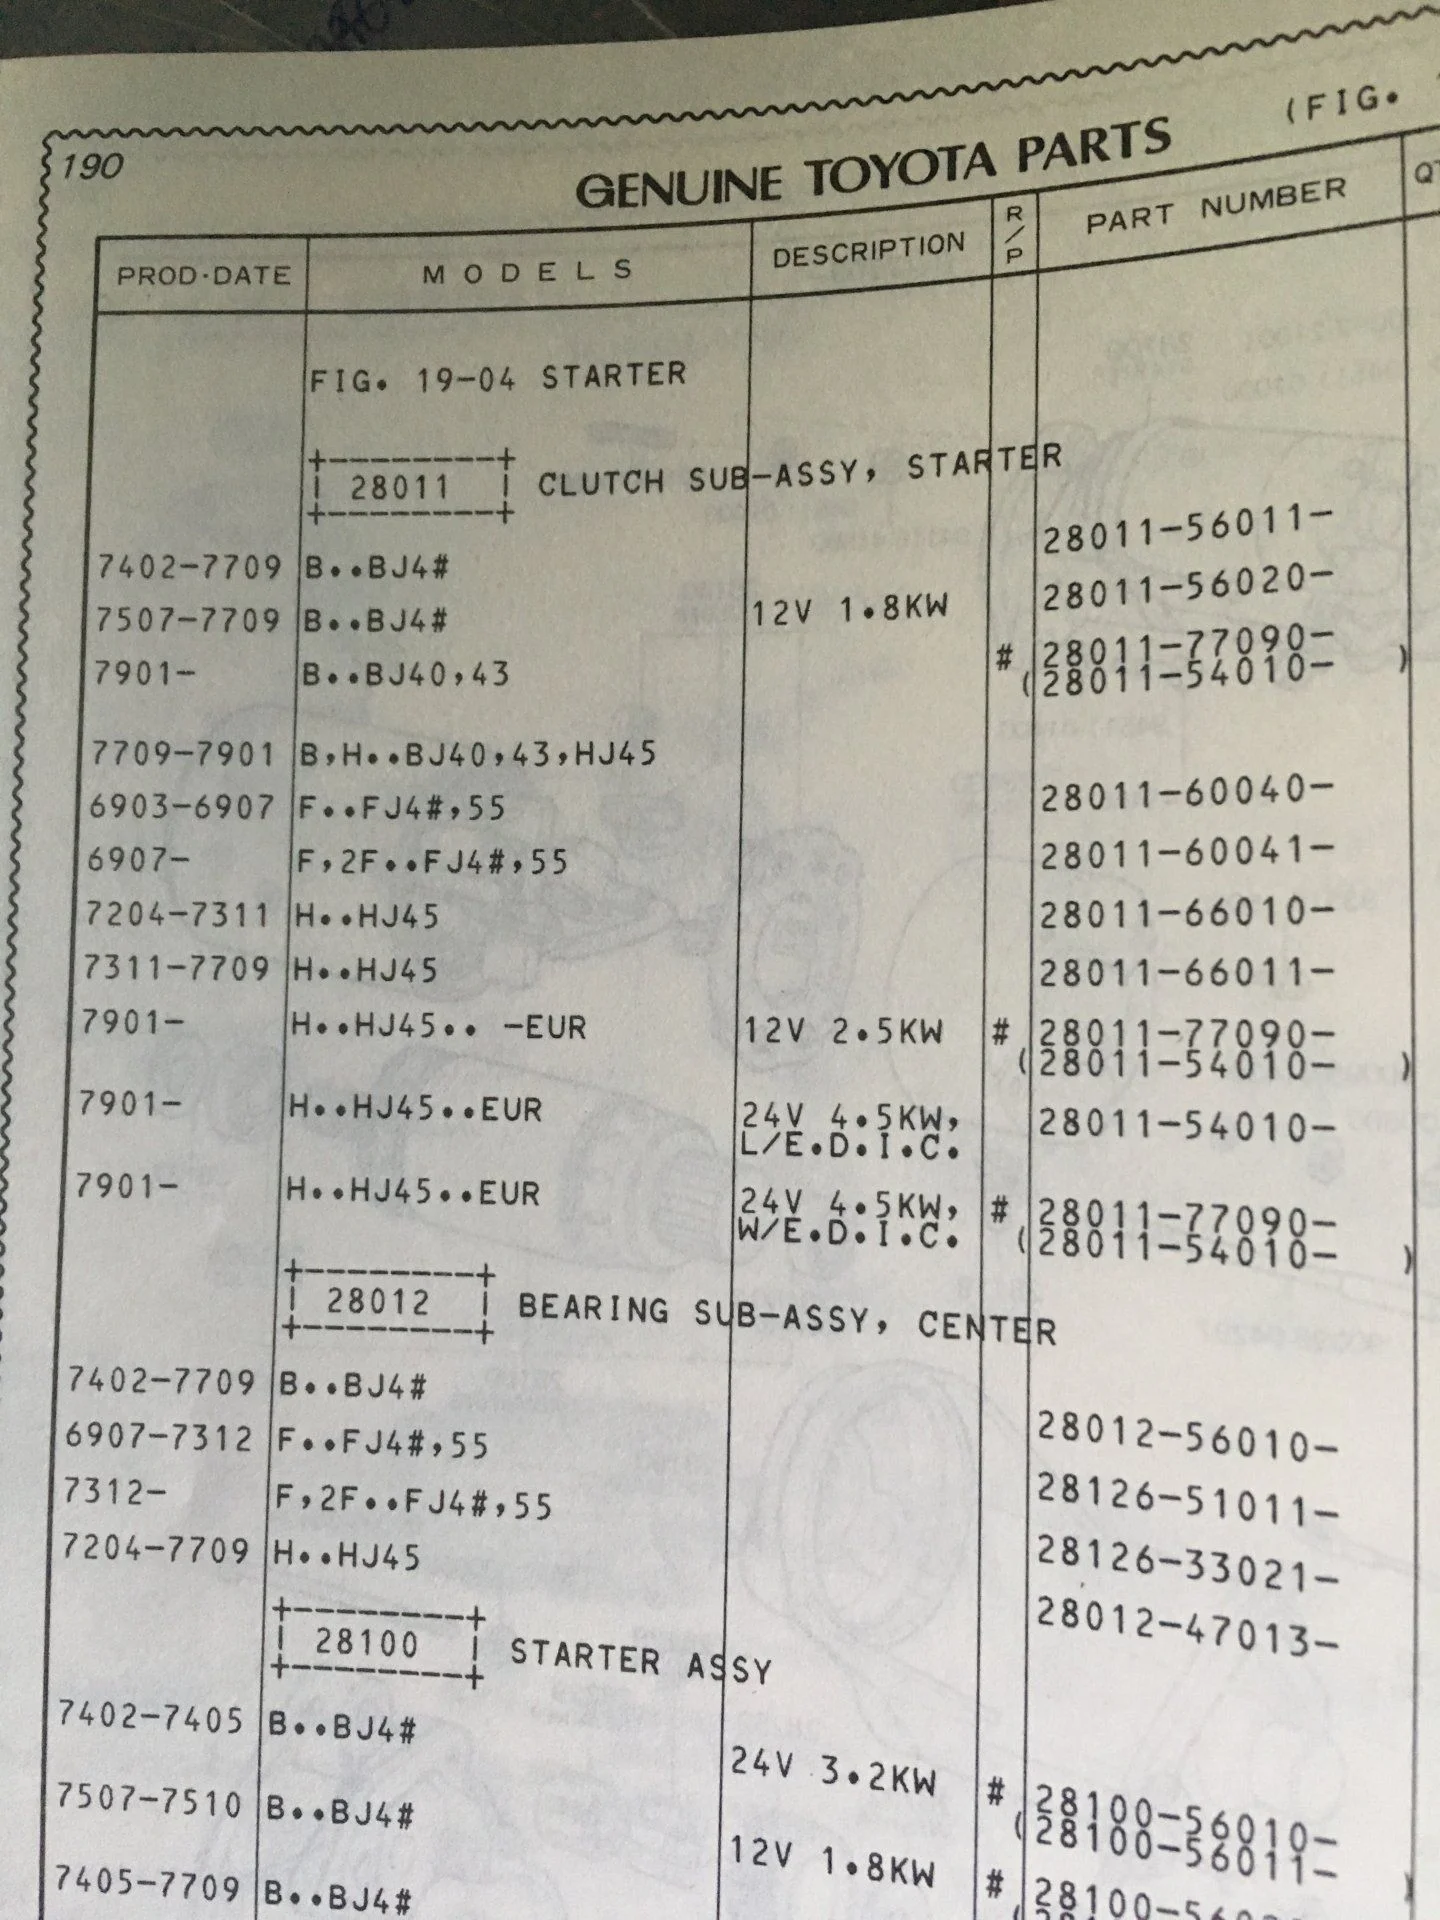 190
GENUINE TOYOTA PARTS (FIG.
PROD·DATE MODELS DESCRIPTION R/P PART NUMBER
FIG. 19-04 STARTER
28011 CLUTCH SUB-ASSY, STARTER
7402-7709 B..BJ4# 28011-56011-
7507-7709 B..BJ4# 12V 1.8KW 28011-56020-
7901- B..BJ40,43 # 28011-77090-
(28011-54010- )
7709-7901 B,H..BJ40,43,HJ45
6903-6907 F..FJ4#,55 28011-60040-
6907- F,2F..FJ4#,55 28011-60041-
7204-7311 H..HJ45 28011-66010-
7311-7709 H..HJ45 28011-66011-
7901- H..HJ45.. -EUR 12V 2.5KW # 28011-77090-
(28011-54010- )
7901- H..HJ45..EUR 24V 4.5KW, 28011-54010-
L/E.D.I.C.
7901- H..HJ45..EUR 24V 4.5KW, # 28011-77090-
W/E.D.I.C. (28011-54010- )
28012 BEARING SUB-ASSY, CENTER
7402-7709 B..BJ4# 28012-56010-
6907-7312 F..FJ4#,55 28126-51011-
7312- F,2F..FJ4#,55 28126-33021-
7204-7709 H..HJ45 28012-47013-
28100 STARTER ASSY
7402-7405 B..BJ4# 24V 3.2KW # 28100-56010-
(28100-56011- )
7507-7510 B..BJ4# 12V 1.8KW #
7405-7709 B..BJ4#